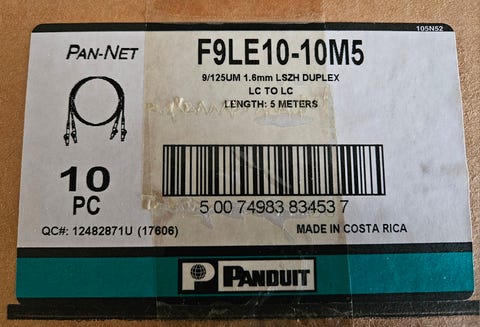 105N52
PAN-NET
F9LE10-10M5
9/125UM 1.6mm LSZH DUPLEX
LC TO LC
LENGTH: 5 METERS
10
PC
5 00 74983 83453 7
QC#: 12482871U (17606)
MADE IN COSTA RICA
PANDUIT